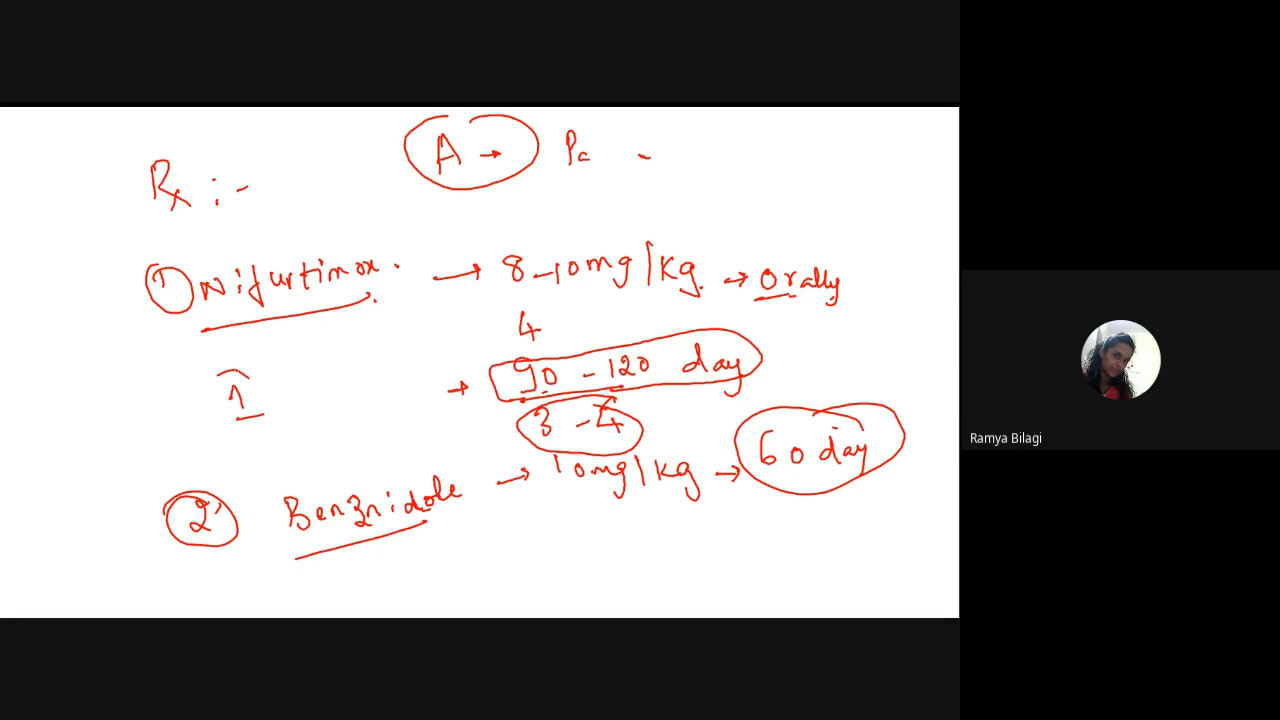 A → Pa -
Rx :-
① Nifurtimox. → 8-10mg/kg → Orally
4
1 → 90 - 120 day
3 - 4
② Benznidole → 10mg/kg → 60 day
Ramya Bilagi